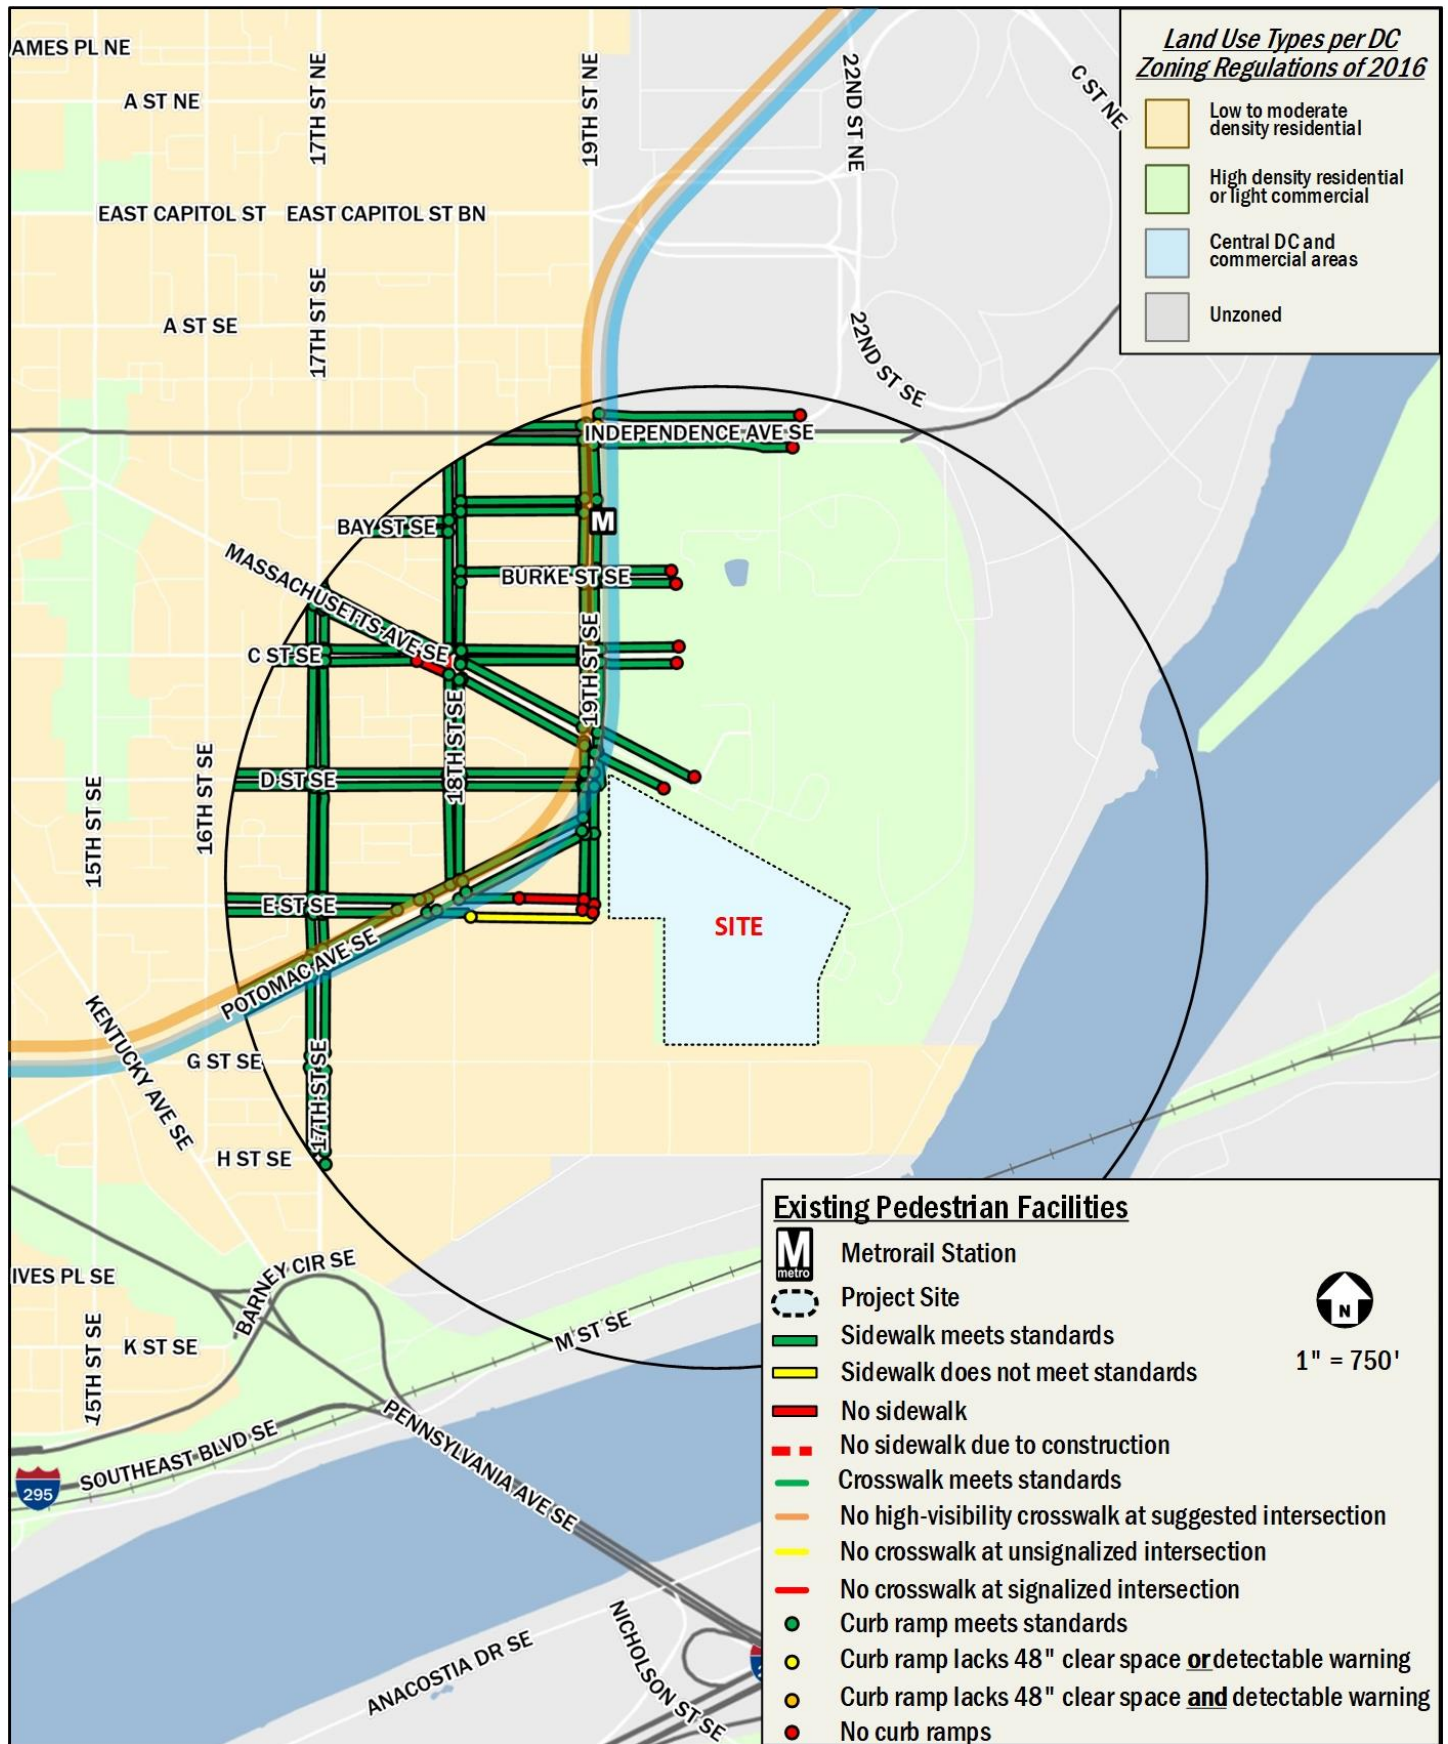 AMES PL NE
A ST NE
17TH ST NE
19TH ST NE
22ND ST NE
C ST NE
EAST CAPITOL ST
EAST CAPITOL ST BN
A ST SE
17TH ST SE
22ND ST SE
Land Use Types per DC
Zoning Regulations of 2016
Low to moderate
density residential
High density residential
or light commercial
Central DC and
commercial areas
Unzoned
INDEPENDENCE AVE SE
M
BAY ST SE
BURKE ST SE
MASSACHUSETTS AVE SE
C ST SE
19TH ST SE
18TH ST SE
D ST SE
16TH ST SE
15TH ST SE
E ST SE
SITE
POTOMAC AVE SE
KENTUCKY AVE SE
G ST SE
17TH ST SE
H ST SE
IVES PL SE
BARNEY CIR SE
K ST SE
15TH ST SE
M ST SE
SOUTHEAST BLVD SE
295
PENNSYLVANIA AVE SE
ANACOSTIA DR SE
NICHOLSON ST SE
Existing Pedestrian Facilities
M
metro
Metrorail Station
Project Site
Sidewalk meets standards
Sidewalk does not meet standards
No sidewalk
No sidewalk due to construction
Crosswalk meets standards
No high-visibility crosswalk at suggested intersection
No crosswalk at unsignalized intersection
No crosswalk at signalized intersection
Curb ramp meets standards
Curb ramp lacks 48" clear space or detectable warning
Curb ramp lacks 48" clear space and detectable warning
No curb ramps
N
1" = 750'